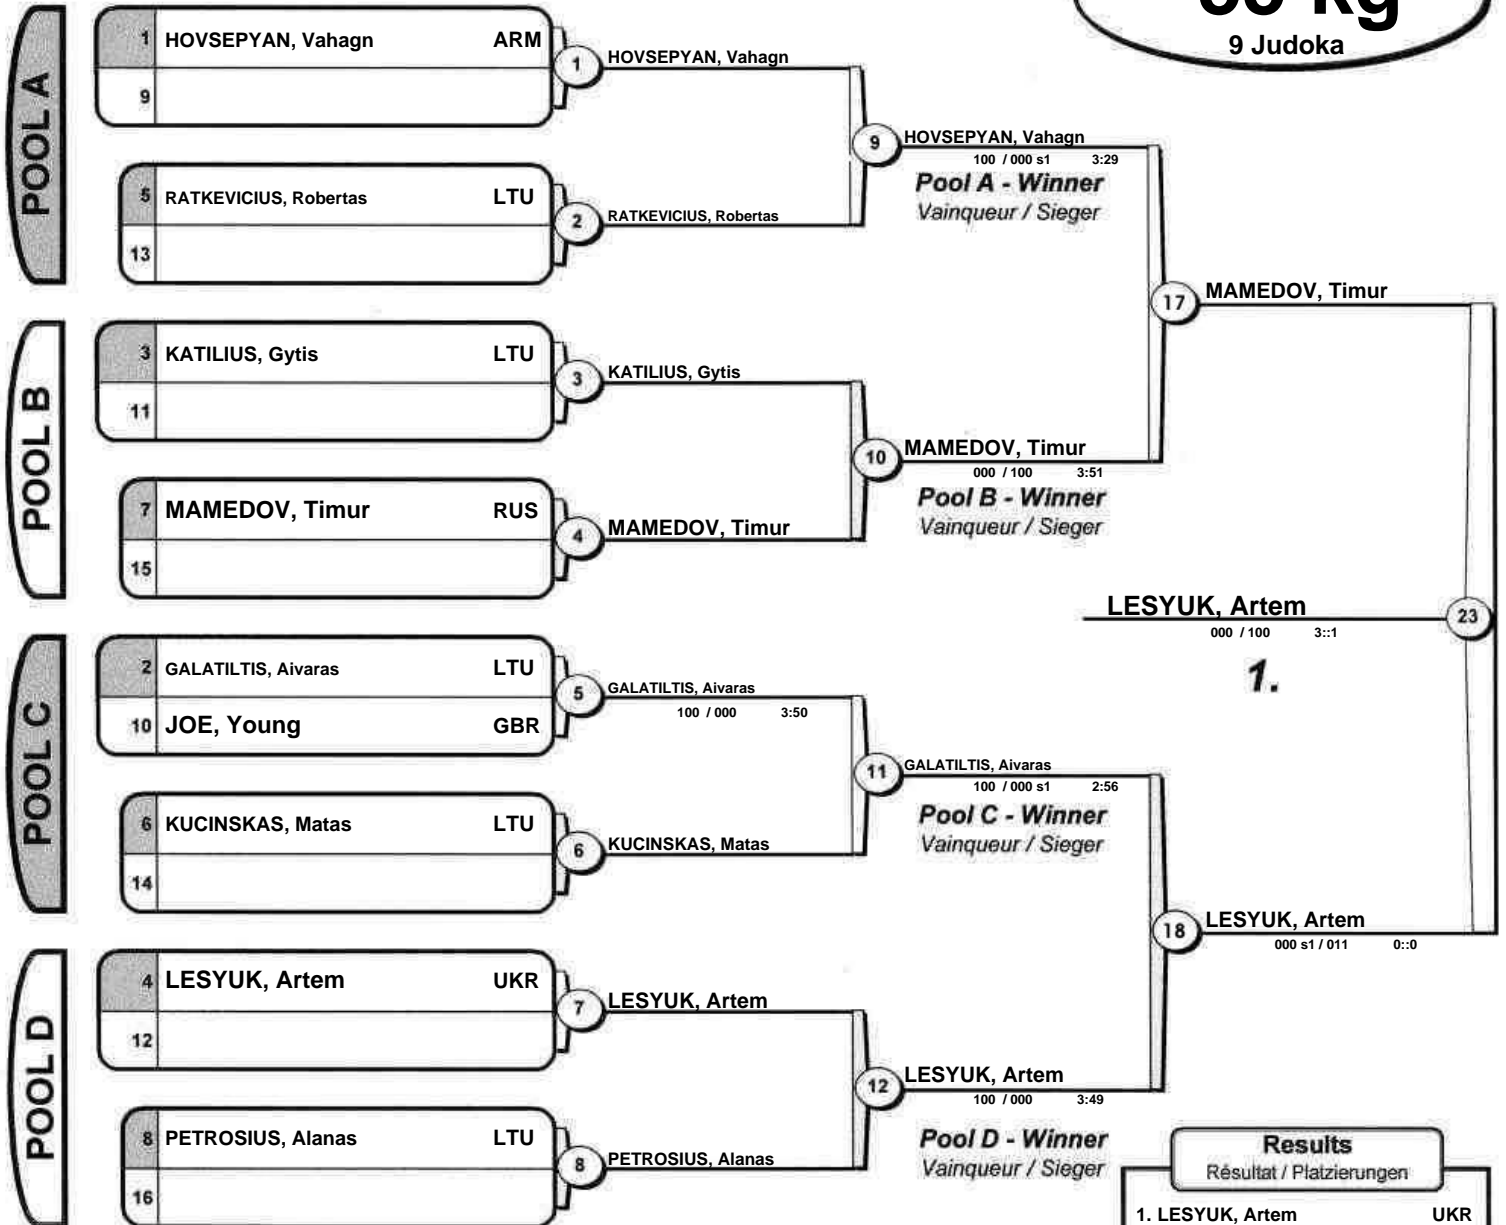 9 Judoka
POOL A
1 HOVSEPYAN, Vahagn ARM
9
1 HOVSEPYAN, Vahagn
5 RATKEVICIUS, Robertas LTU
13
2 RATKEVICIUS, Robertas
9 HOVSEPYAN, Vahagn
100 / 000 s1 3:29
Pool A - Winner
Vainqueur / Sieger
POOL B
3 KATILIUS, Gytis LTU
11
3 KATILIUS, Gytis
7 MAMEDOV, Timur RUS
15
4 MAMEDOV, Timur
10 MAMEDOV, Timur
000 / 100 3:51
Pool B - Winner
Vainqueur / Sieger
17 MAMEDOV, Timur
LESYUK, Artem 23
000 / 100 3::1
1.
POOL C
2 GALATILTIS, Aivaras LTU
10 JOE, Young GBR
5 GALATILTIS, Aivaras
100 / 000 3:50
6 KUCINSKAS, Matas LTU
14
6 KUCINSKAS, Matas
11 GALATILTIS, Aivaras
100 / 000 s1 2:56
Pool C - Winner
Vainqueur / Sieger
18 LESYUK, Artem
000 s1 / 011 0::0
POOL D
4 LESYUK, Artem UKR
12
7 LESYUK, Artem
8 PETROSIUS, Alanas LTU
16
8 PETROSIUS, Alanas
12 LESYUK, Artem
100 / 000 3:49
Pool D - Winner
Vainqueur / Sieger
Results
Résultat / Platzierungen
1. LESYUK, Artem UKR